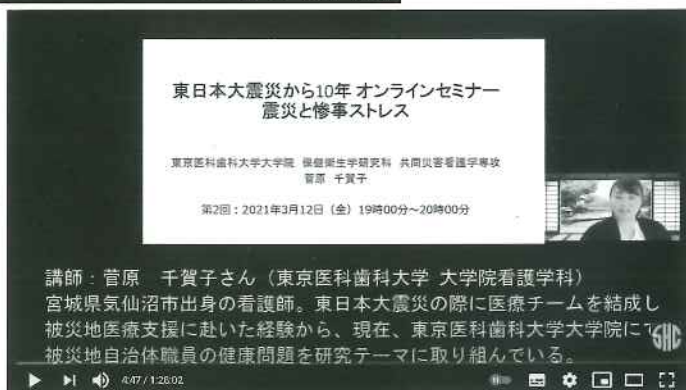 東日本大震災から10年 オンラインセミナー
震災と惨事ストレス
東京医科歯科大学大学院 保健衛生学研究科 共同災害看護学専攻
菅原 千賀子
第2回：2021年3月12日（金）19時00分～20時00分
講師：菅原 千賀子さん（東京医科歯科大学 大学院看護学科）
宮城県気仙沼市出身の看護師。東日本大震災の際に医療チームを結成し
被災地医療支援に赴いた経験から、現在、東京医科歯科大学大学院にて
被災地自治体職員の健康問題を研究テーマに取り組んでいる。
SHC
4:47 / 1:26:02